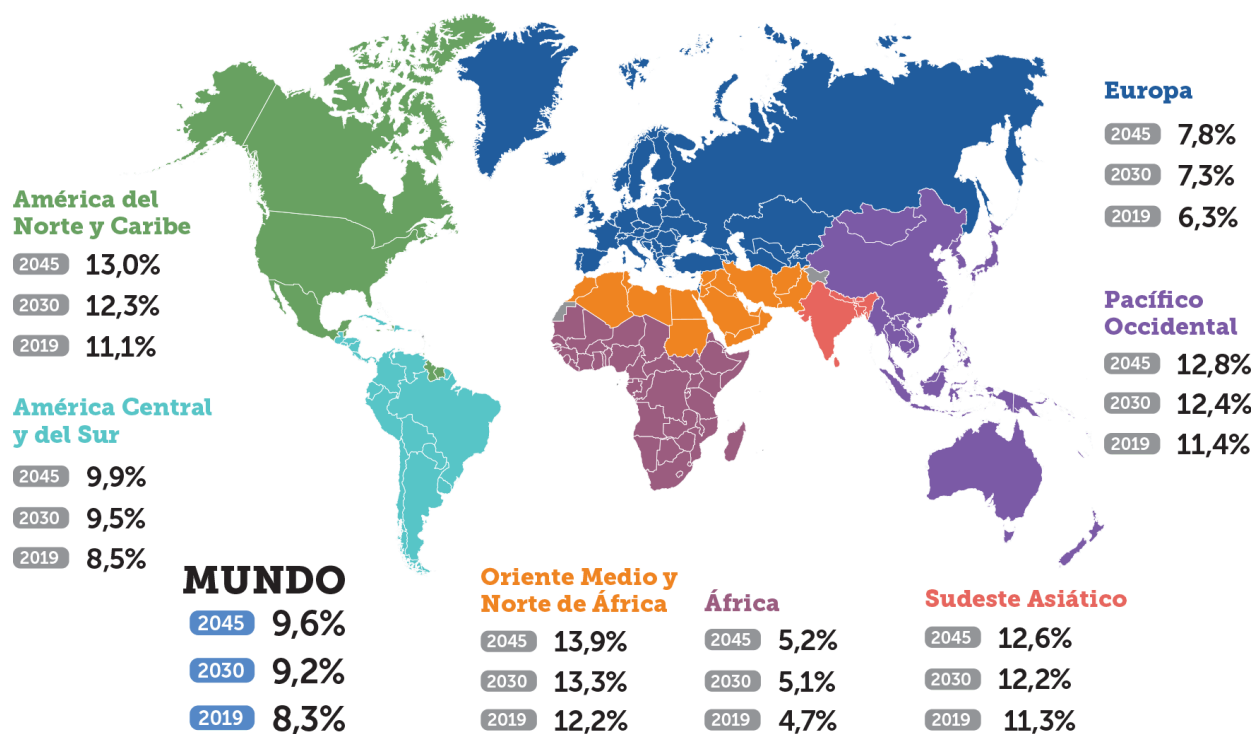 América del
Norte y Caribe
2045 13,0%
2030 12,3%
2019 11,1%
América Central
y del Sur
2045 9,9%
2030 9,5%
2019 8,5%
MUNDO
2045 9,6%
2030 9,2%
2019 8,3%
Oriente Medio y
Norte de África
2045 13,9%
2030 13,3%
2019 12,2%
África
2045 5,2%
2030 5,1%
2019 4,7%
Sudeste Asiático
2045 12,6%
2030 12,2%
2019 11,3%
Europa
2045 7,8%
2030 7,3%
2019 6,3%
Pacífico
Occidental
2045 12,8%
2030 12,4%
2019 11,4%